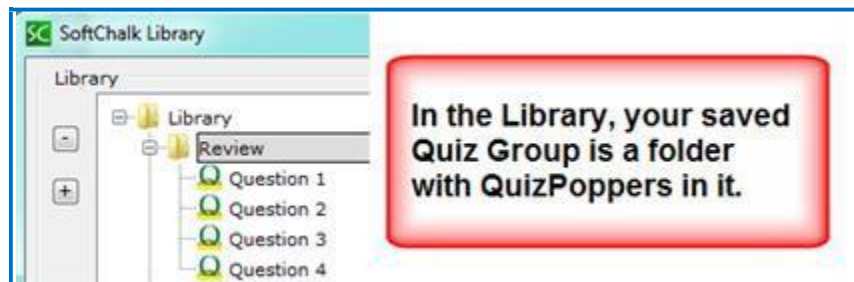 SC SoftChalk Library
Library
- Library
Review
+ Question 1
Question 2
Question 3
Question 4
In the Library, your saved
Quiz Group is a folder
with QuizPoppers in it.